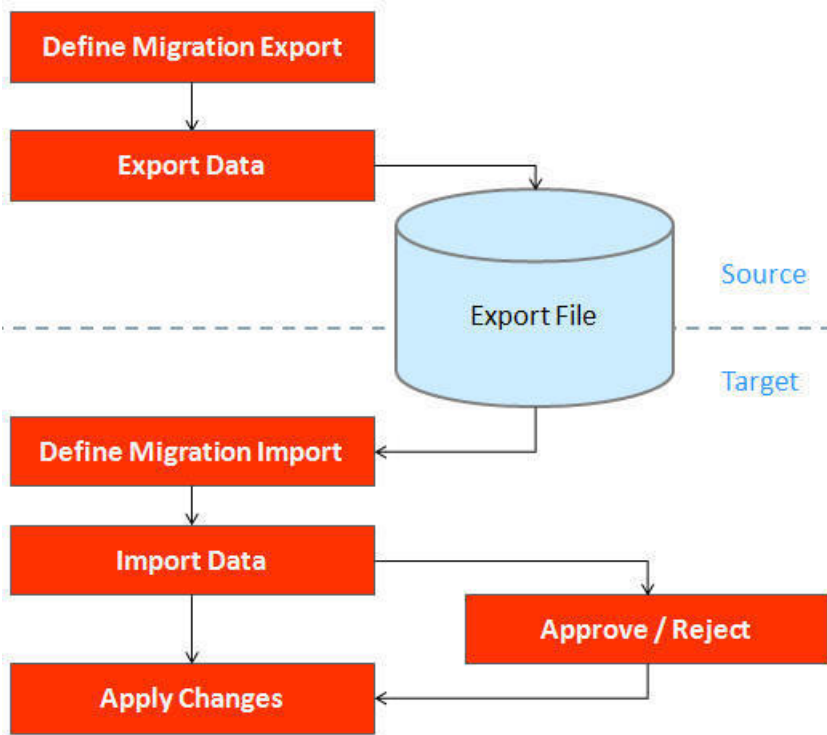 Define Migration Export
Export Data
Source
Export File
Target
Define Migration Import
Import Data
Approve / Reject
Apply Changes